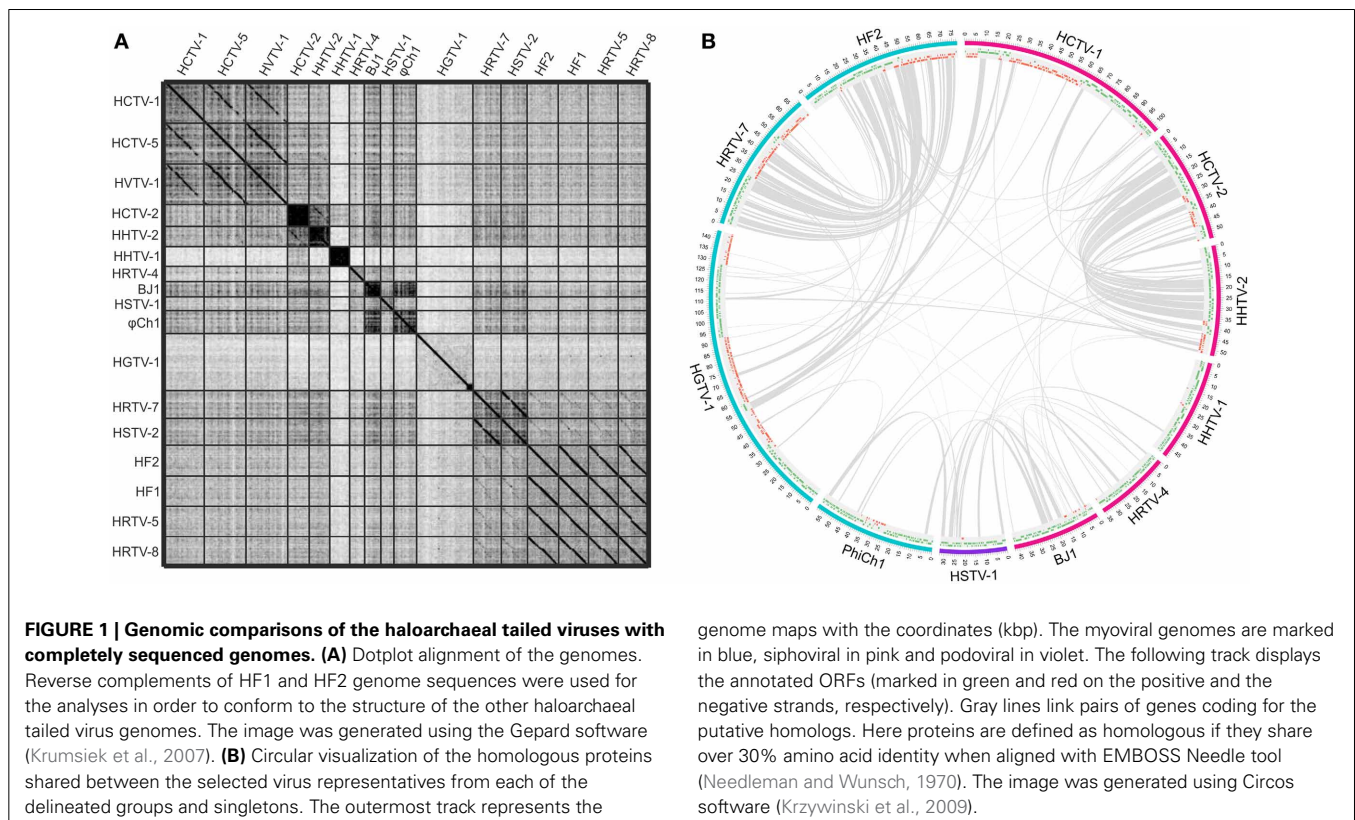 A
HCTV-1
HCTV-5
HVTV-1
HCTV-2
HHTV-2
HHTV-1
HRTV-4
BJ1
HSTV-1
φCh1
HGTV-1
HRTV-7
HSTV-2
HF2
HF1
HRTV-5
HRTV-8
HCTV-1
HCTV-5
HVTV-1
HCTV-2
HHTV-2
HHTV-1
HRTV-4
BJ1
HSTV-1
φCh1
HGTV-1
HRTV-7
HSTV-2
HF2
HF1
HRTV-5
HRTV-8
B
HF2
HCTV-1
HCTV-2
HHTV-2
HHTV-1
HRTV-4
BJ1
HSTV-1
PhiCh1
HGTV-1
HRTV-7
FIGURE 1 | Genomic comparisons of the haloarchaeal tailed viruses with
completely sequenced genomes. (A) Dotplot alignment of the genomes.
Reverse complements of HF1 and HF2 genome sequences were used for
the analyses in order to conform to the structure of the other haloarchaeal
tailed virus genomes. The image was generated using the Gepard software
(Krumsiek et al., 2007). (B) Circular visualization of the homologous proteins
shared between the selected virus representatives from each of the
delineated groups and singletons. The outermost track represents the
genome maps with the coordinates (kbp). The myoviral genomes are marked
in blue, siphoviral in pink and podoviral in violet. The following track displays
the annotated ORFs (marked in green and red on the positive and the
negative strands, respectively). Gray lines link pairs of genes coding for the
putative homologs. Here proteins are defined as homologous if they share
over 30% amino acid identity when aligned with EMBOSS Needle tool
(Needleman and Wunsch, 1970). The image was generated using Circos
software (Krzywinski et al., 2009).